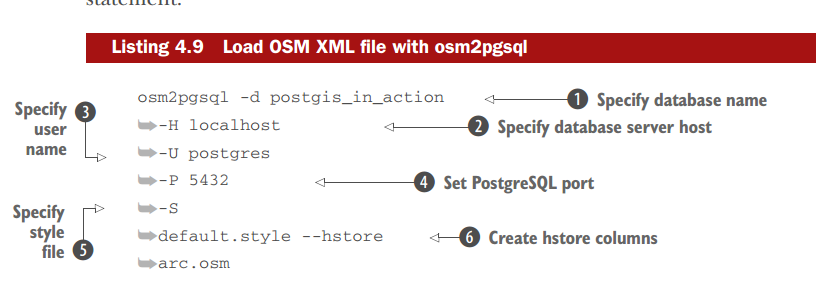 statement.
Listing 4.9 Load OSM XML file with osm2pgsql
osm2pgsql -d postgis_in_action
1 Specify database name
-H localhost
2 Specify database server host
3 Specify
user
name
-U postgres
-P 5432
4 Set PostgreSQL port
-S
Specify
style
file 5
default.style --hstore
6 Create hstore columns
arc.osm